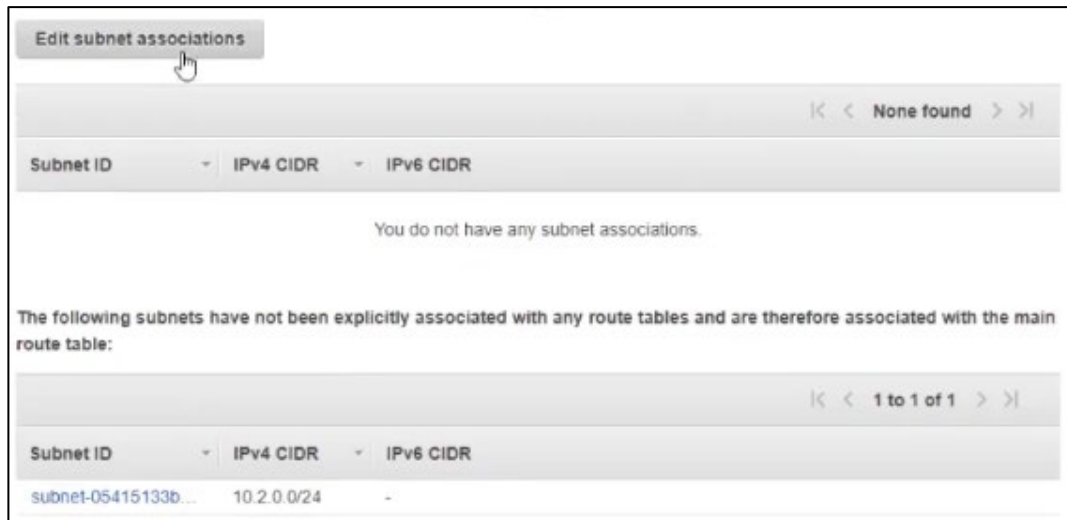 Edit subnet associations
None found
Subnet ID IPv4 CIDR IPv6 CIDR
You do not have any subnet associations.
The following subnets have not been explicitly associated with any route tables and are therefore associated with the main
route table:
1 to 1 of 1
Subnet ID IPv4 CIDR IPv6 CIDR
subnet-05415133b... 10.2.0.0/24 -